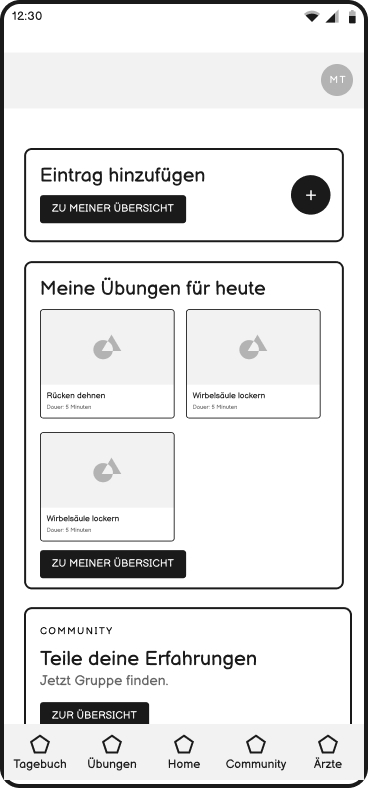 12:30
MT
Eintrag hinzufügen
ZU MEINER ÜBERSICHT
+
Meine Übungen für heute
Rücken dehnen
Dauer: 5 Minuten
Wirbelsäule lockern
Dauer: 5 Minuten
Wirbelsäule lockern
Dauer: 5 Minuten
ZU MEINER ÜBERSICHT
COMMUNITY
Teile deine Erfahrungen
Jetzt Gruppe finden.
ZUR ÜBERSICHT
Tagebuch Übungen Home Community Ärzte